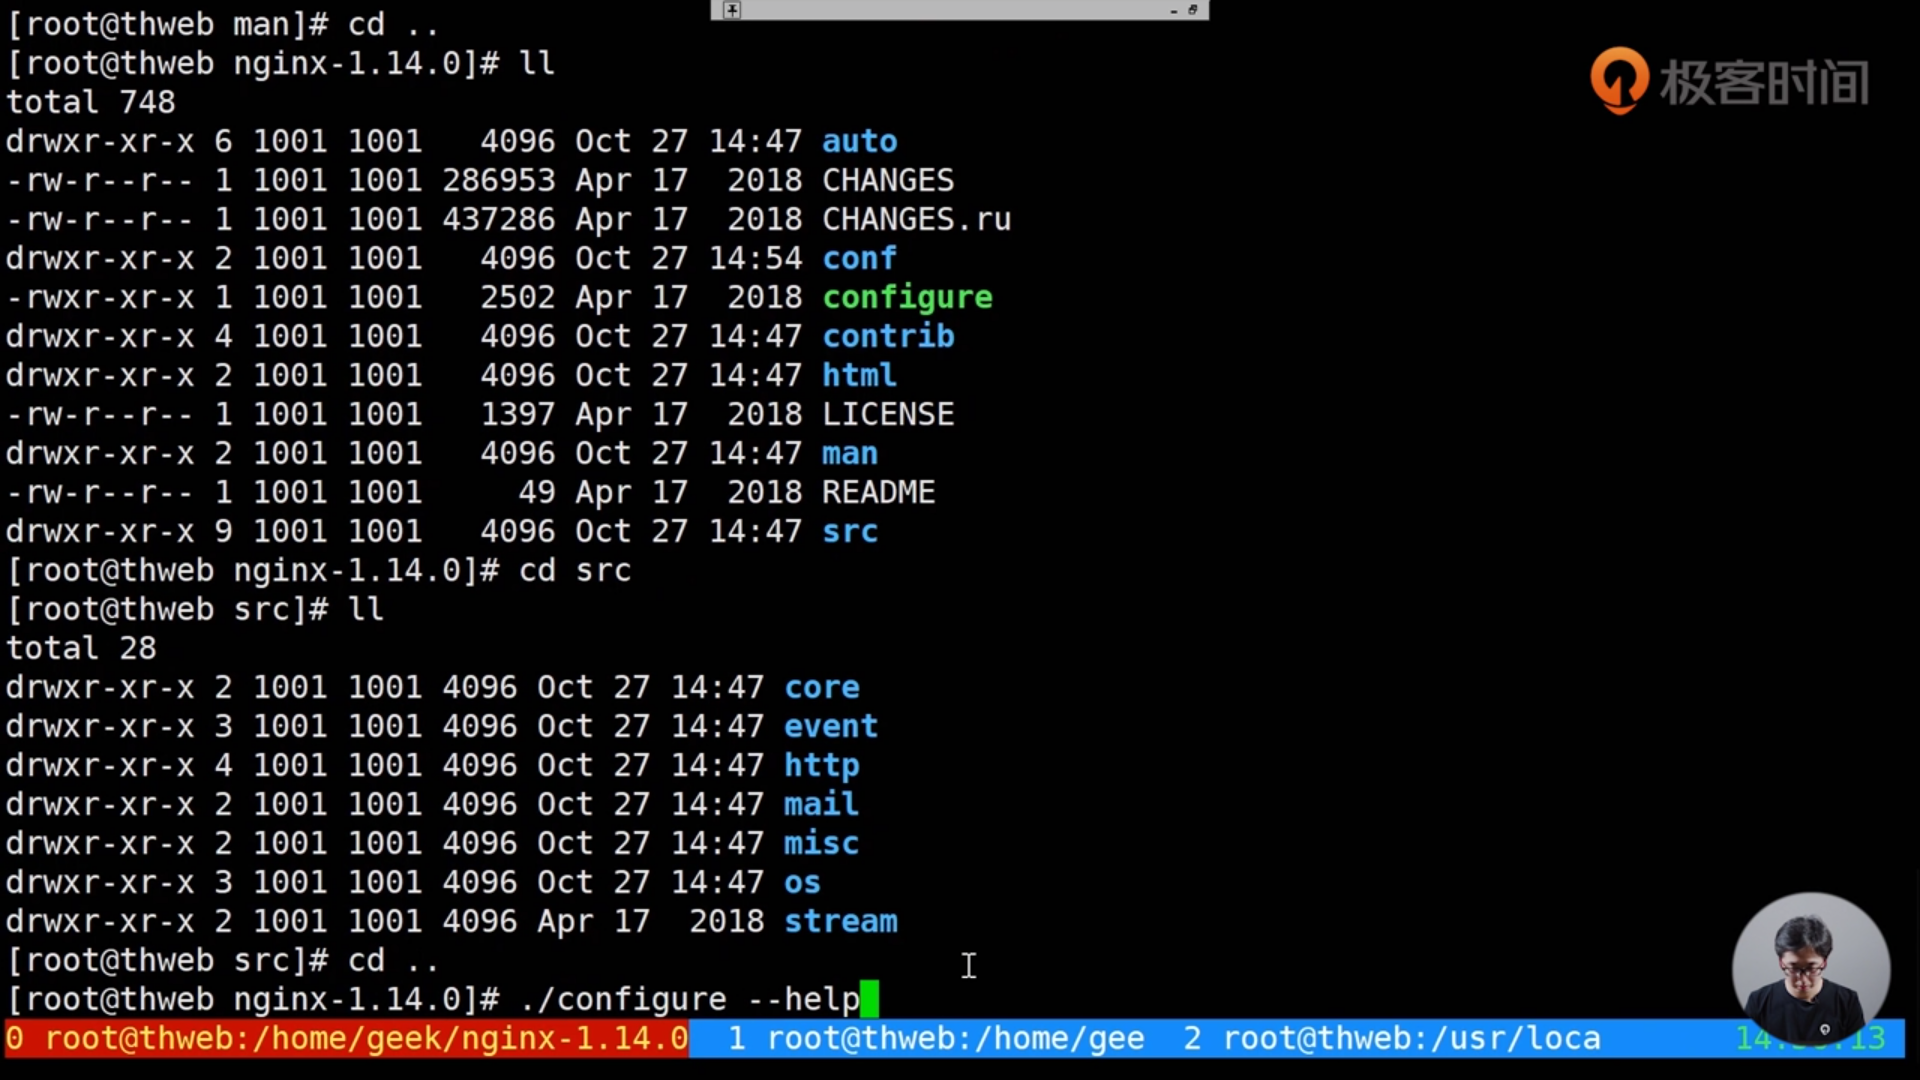 [root@thweb man]# cd ..
[root@thweb nginx-1.14.0]# ll
极客时间
total 748
drwxr-xr-x 6 1001 1001   4096 Oct 27 14:47 auto
-rw-r--r-- 1 1001 1001 286953 Apr 17  2018 CHANGES
-rw-r--r-- 1 1001 1001 437286 Apr 17  2018 CHANGES.ru
drwxr-xr-x 2 1001 1001   4096 Oct 27 14:54 conf
-rwxr-xr-x 1 1001 1001   2502 Apr 17  2018 configure
drwxr-xr-x 4 1001 1001   4096 Oct 27 14:47 contrib
drwxr-xr-x 2 1001 1001   4096 Oct 27 14:47 html
-rw-r--r-- 1 1001 1001   1397 Apr 17  2018 LICENSE
drwxr-xr-x 2 1001 1001   4096 Oct 27 14:47 man
-rw-r--r-- 1 1001 1001     49 Apr 17  2018 README
drwxr-xr-x 9 1001 1001   4096 Oct 27 14:47 src
[root@thweb nginx-1.14.0]# cd src
[root@thweb src]# ll
total 28
drwxr-xr-x 2 1001 1001 4096 Oct 27 14:47 core
drwxr-xr-x 3 1001 1001 4096 Oct 27 14:47 event
drwxr-xr-x 4 1001 1001 4096 Oct 27 14:47 http
drwxr-xr-x 2 1001 1001 4096 Oct 27 14:47 mail
drwxr-xr-x 2 1001 1001 4096 Oct 27 14:47 misc
drwxr-xr-x 3 1001 1001 4096 Oct 27 14:47 os
drwxr-xr-x 2 1001 1001 4096 Apr 17  2018 stream
[root@thweb src]# cd ..
[root@thweb nginx-1.14.0]# ./configure --help
0 root@thweb:/home/geek/nginx-1.14.0  1 root@thweb:/home/gee  2 root@thweb:/usr/loca